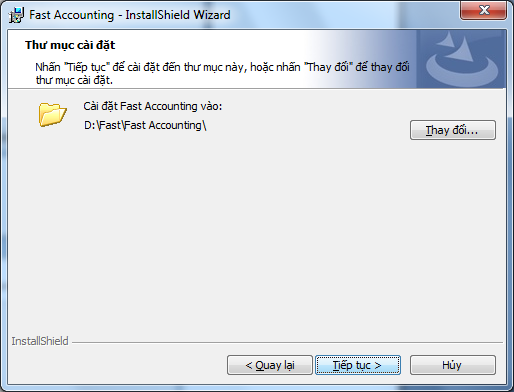 Fast Accounting - InstallShield Wizard
Thư mục cài đặt
Nhấn "Tiếp tục" để cài đặt đến thư mục này, hoặc nhấn "Thay đổi" để thay đổi
thư mục cài đặt.
Cài đặt Fast Accounting vào:
D:\Fast\Fast Accounting\
Thay đổi...
InstallShield
< Quay lại
Tiếp tục >
Hủy